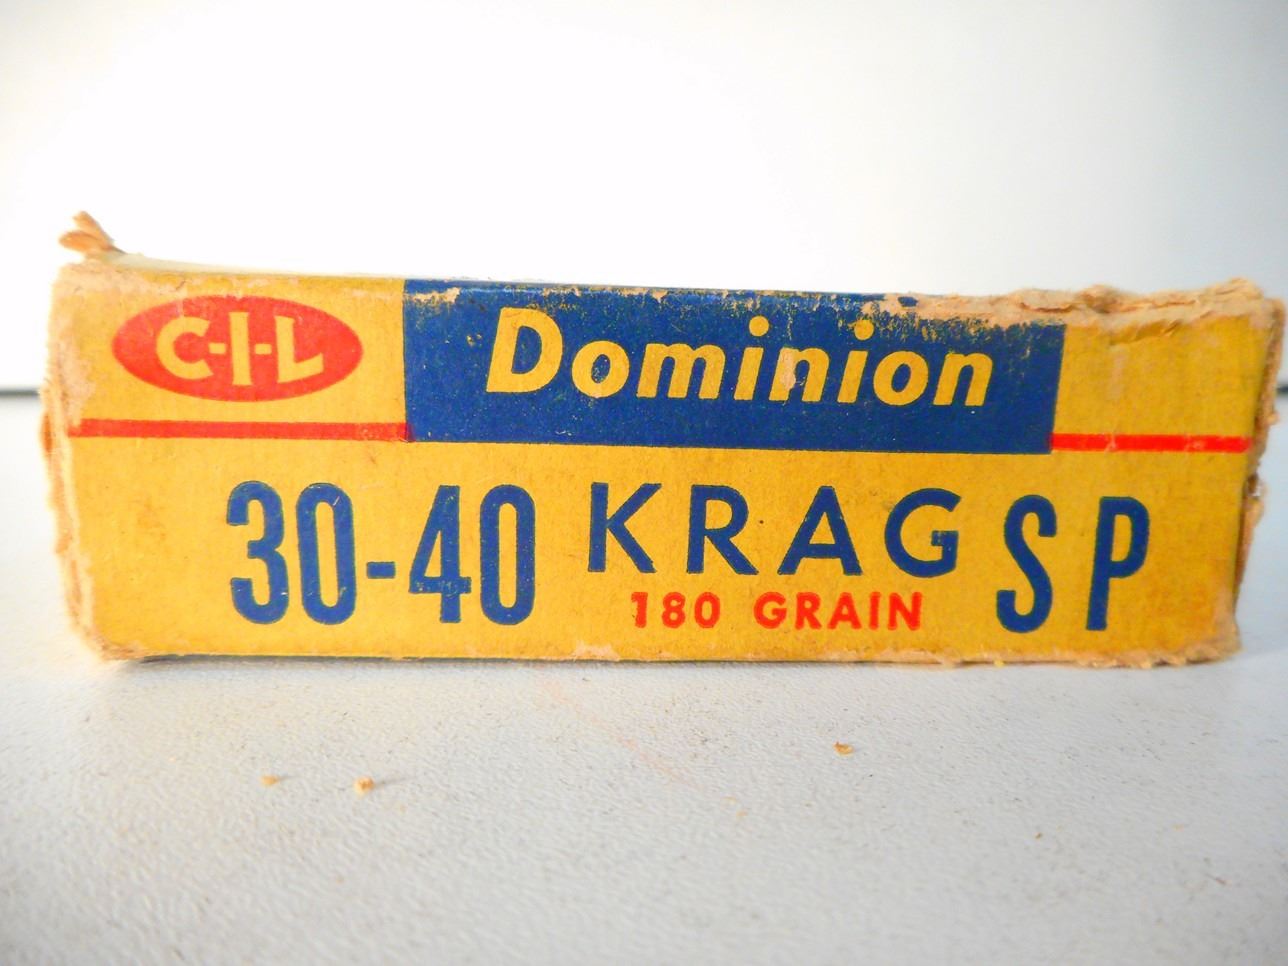 C-I-L
Dominion
30-40 KRAG SP
180 GRAIN